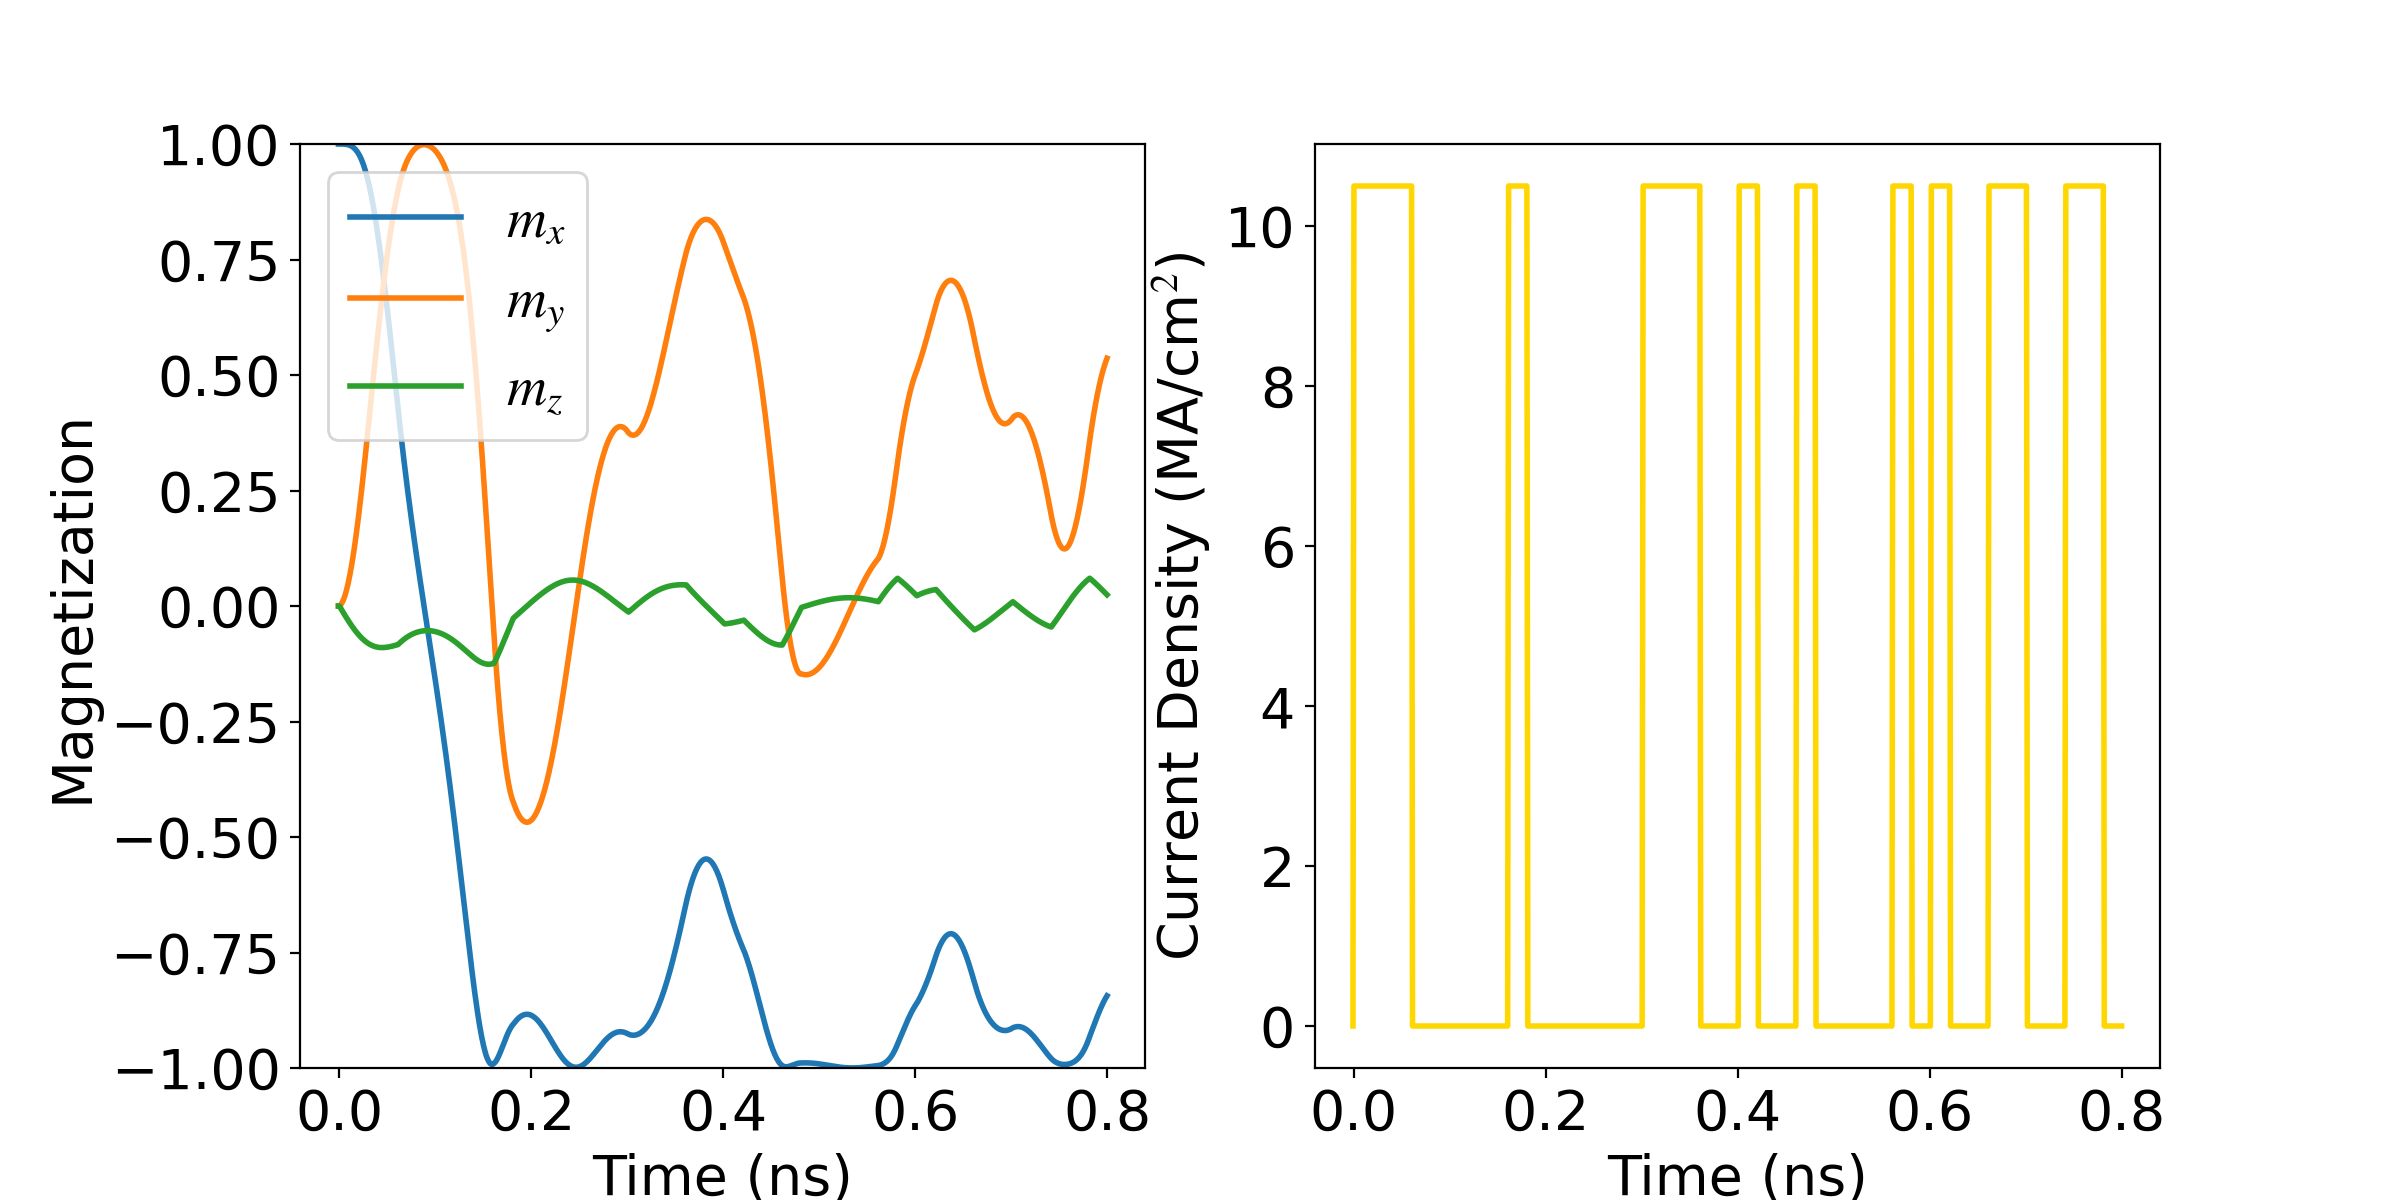 1.00
0.75
0.50
0.25
0.00
−0.25
−0.50
−0.75
−1.00
Magnetization
m_x
m_y
m_z
0.0 0.2 0.4 0.6 0.8
Time (ns)
10
8
6
4
2
0
Current Density (MA/cm²)
0.0 0.2 0.4 0.6 0.8
Time (ns)